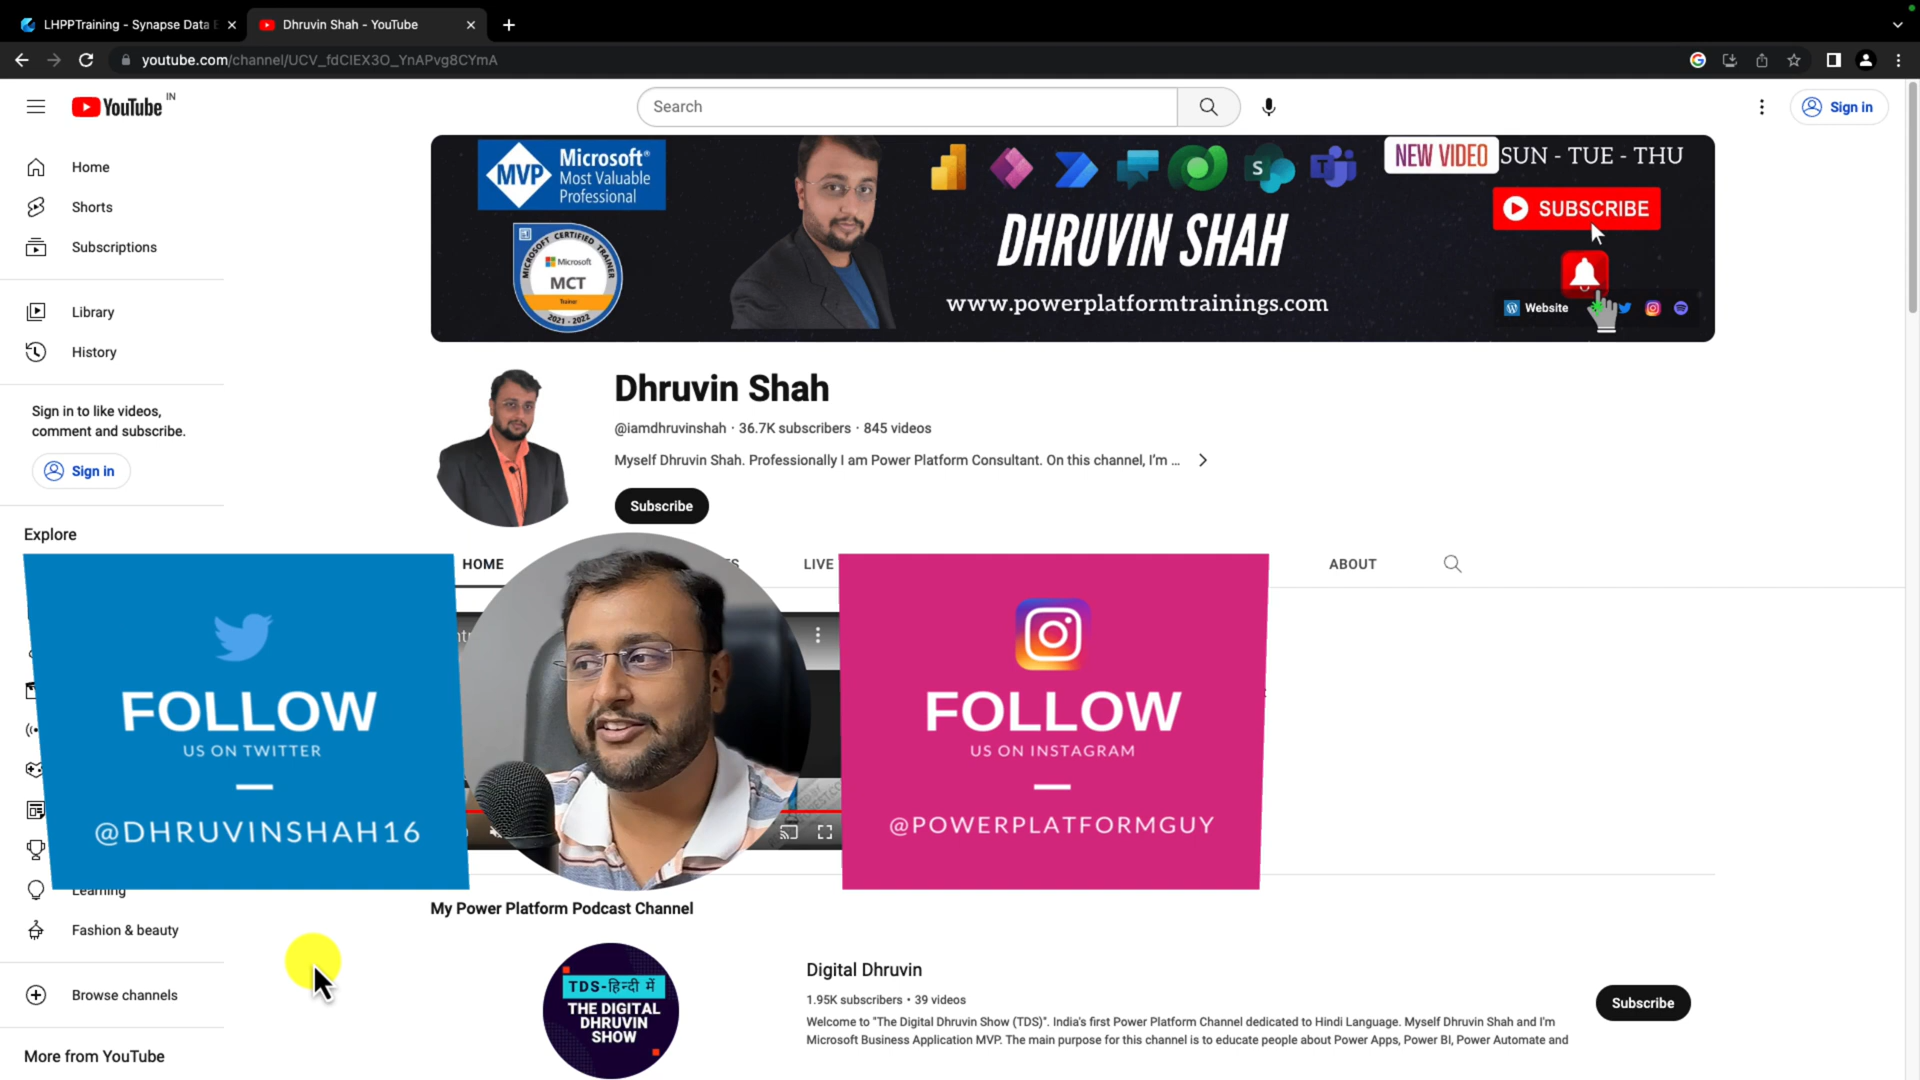 LHPPTraining - Synapse Data E
Dhruvin Shah - YouTube
youtube.com/channel/UCV_fdCIEX3O_YnAPvg8CYmA
YouTube IN
Search
Sign in
Home
Shorts
Subscriptions
Library
History
Sign in to like videos,
comment and subscribe.
Sign in
Explore
Learning
Fashion & beauty
Browse channels
More from YouTube
MVP
Microsoft®
Most Valuable
Professional
MICROSOFT CERTIFIED TRAINER
Microsoft
MCT
Trainer
2021 - 2022
S
DHRUVIN SHAH
www.powerplatformtrainings.com
NEW VIDEO SUN - TUE - THU
SUBSCRIBE
Website
Dhruvin Shah
@iamdhruvinshah · 36.7K subscribers · 845 videos
Myself Dhruvin Shah. Professionally I am Power Platform Consultant. On this channel, I'm ...
Subscribe
HOME
LIVE
ABOUT
FOLLOW
US ON TWITTER
@DHRUVINSHAH16
FOLLOW
US ON INSTAGRAM
@POWERPLATFORMGUY
My Power Platform Podcast Channel
TDS-हिन्दी में
THE DIGITAL
DHRUVIN
SHOW
Digital Dhruvin
1.95K subscribers • 39 videos
Welcome to "The Digital Dhruvin Show (TDS)". India's first Power Platform Channel dedicated to Hindi Language. Myself Dhruvin Shah and I'm
Microsoft Business Application MVP. The main purpose for this channel is to educate people about Power Apps, Power BI, Power Automate and
Subscribe